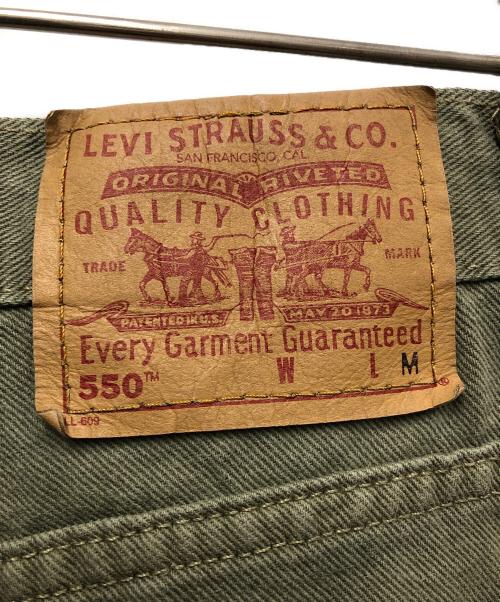 LEVI STRAUSS & CO.
SAN FRANCISCO, CAL.
ORIGINAL RIVETED
QUALITY CLOTHING
TRADE MARK
PATENTED IN U.S. MAY 20 1873
Every Garment Guaranteed
550™ W L M
LL-609 ®